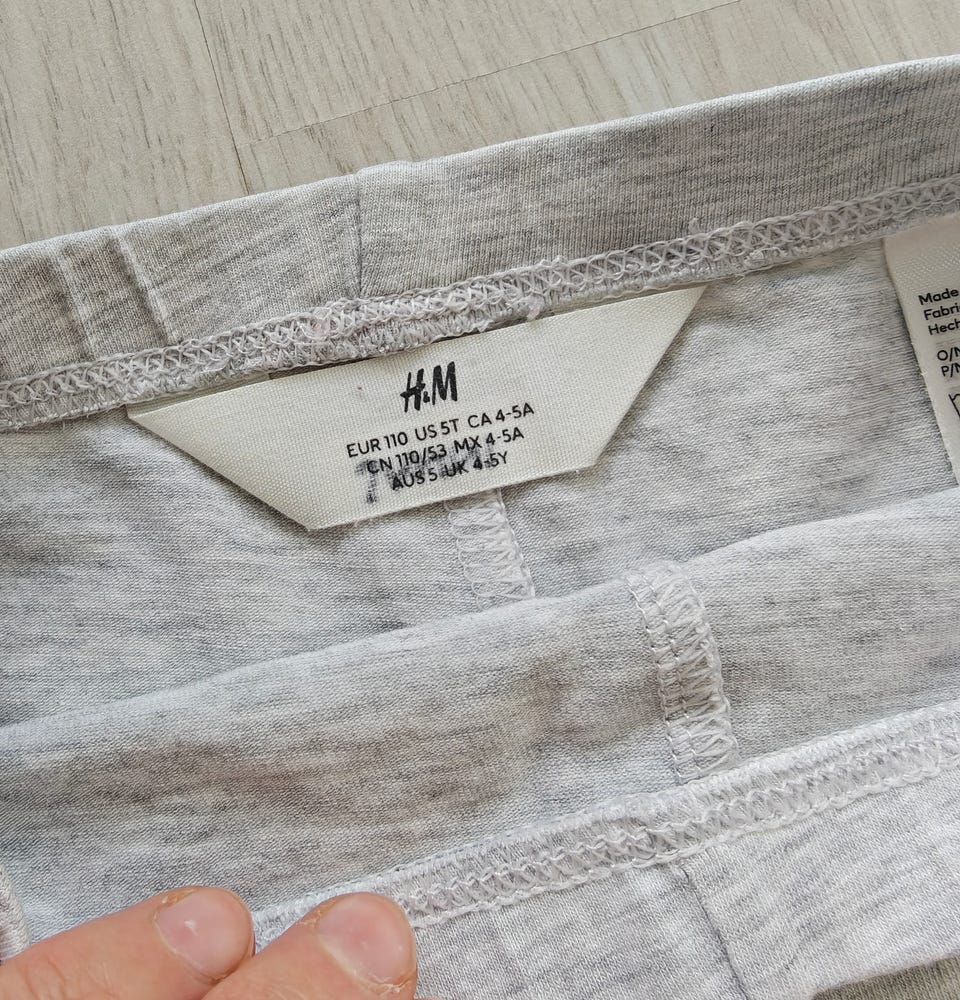 H&M
EUR 110 US 5T CA 4-5A
CN 110/53 MX 4-5A
AUS 5 UK 4-5Y
Made
Fabri
Hech
O/N
P/N